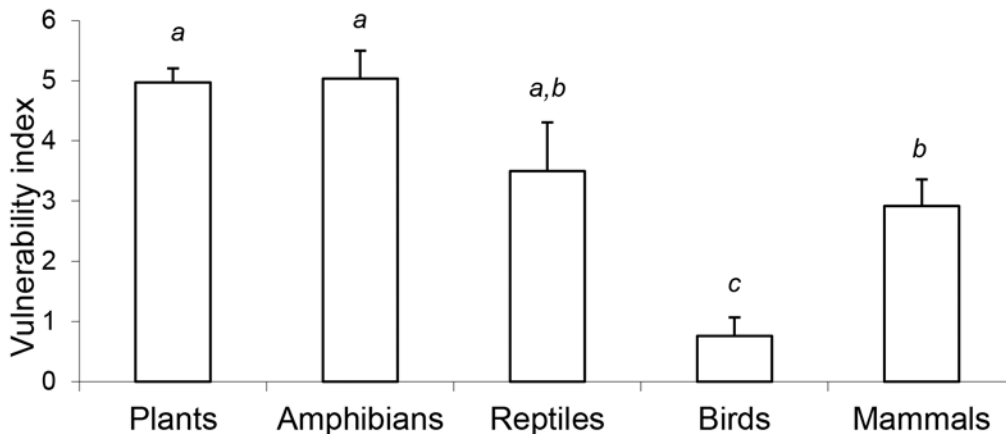 Vulnerability index
6
5
4
3
2
1
0
a
a
a,b
c
b
Plants Amphibians Reptiles Birds Mammals